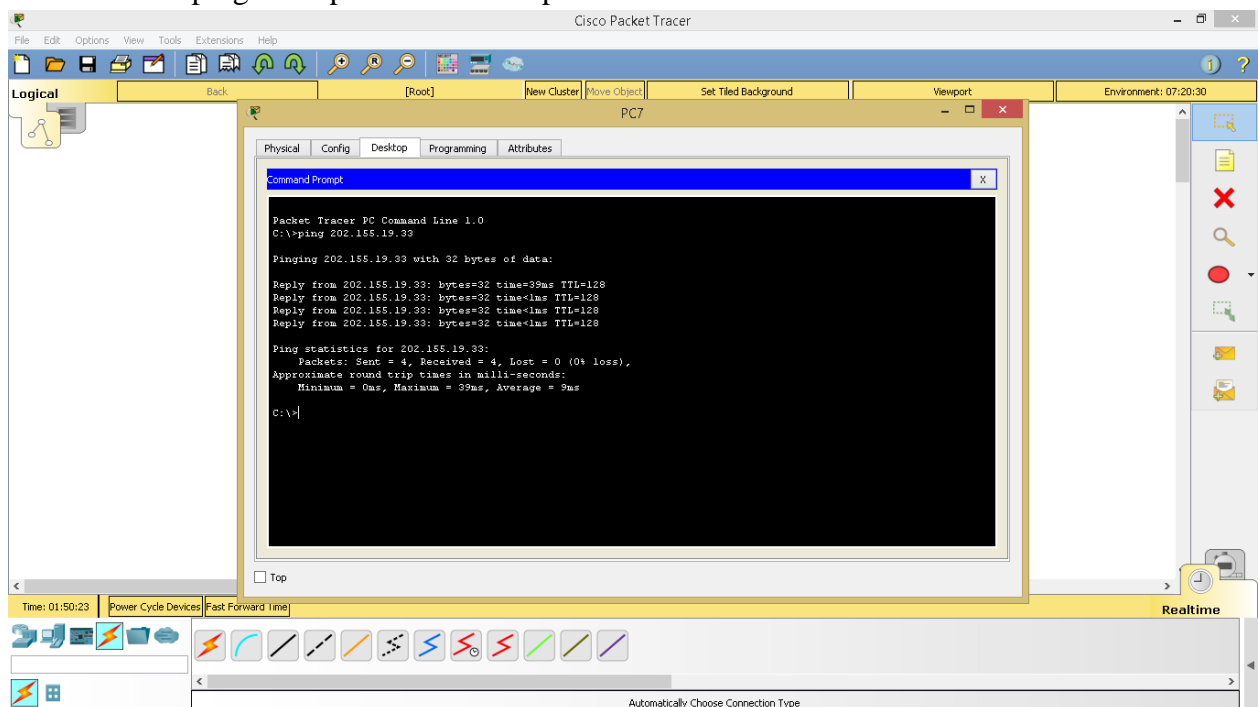 Cisco Packet Tracer
File Edit Options View Tools Extensions Help
Logical
Back
[Root]
New Cluster
Move Object
Set Tiled Background
Viewport
Environment: 07:20:30
PC7
Physical Config Desktop Programming Attributes
Command Prompt
X
Packet Tracer PC Command Line 1.0
C:\>ping 202.155.19.33
Pinging 202.155.19.33 with 32 bytes of data:
Reply from 202.155.19.33: bytes=32 time=39ms TTL=128
Reply from 202.155.19.33: bytes=32 time<1ms TTL=128
Reply from 202.155.19.33: bytes=32 time<1ms TTL=128
Reply from 202.155.19.33: bytes=32 time<1ms TTL=128
Ping statistics for 202.155.19.33:
Packets: Sent = 4, Received = 4, Lost = 0 (0% loss),
Approximate round trip times in milli-seconds:
Minimum = 0ms, Maximum = 39ms, Average = 9ms
C:\>
Top
Time: 01:50:23
Power Cycle Devices
Fast Forward Time
Realtime
Automatically Choose Connection Type